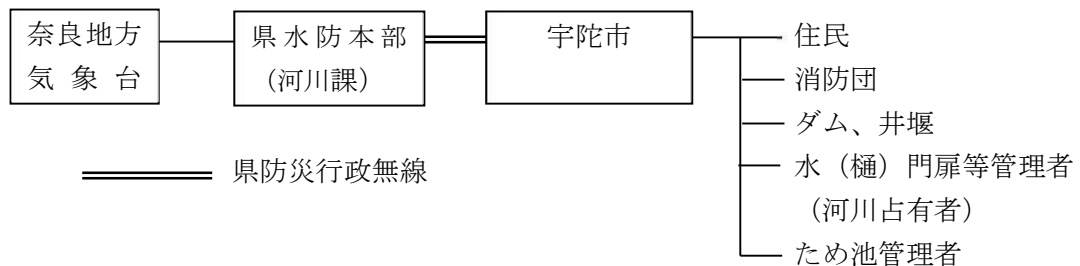 奈良地方
気象台
県水防本部
（河川課）
宇陀市
住民
消防団
ダム、井堰
水（樋）門扉等管理者
（河川占有者）
ため池管理者
県防災行政無線